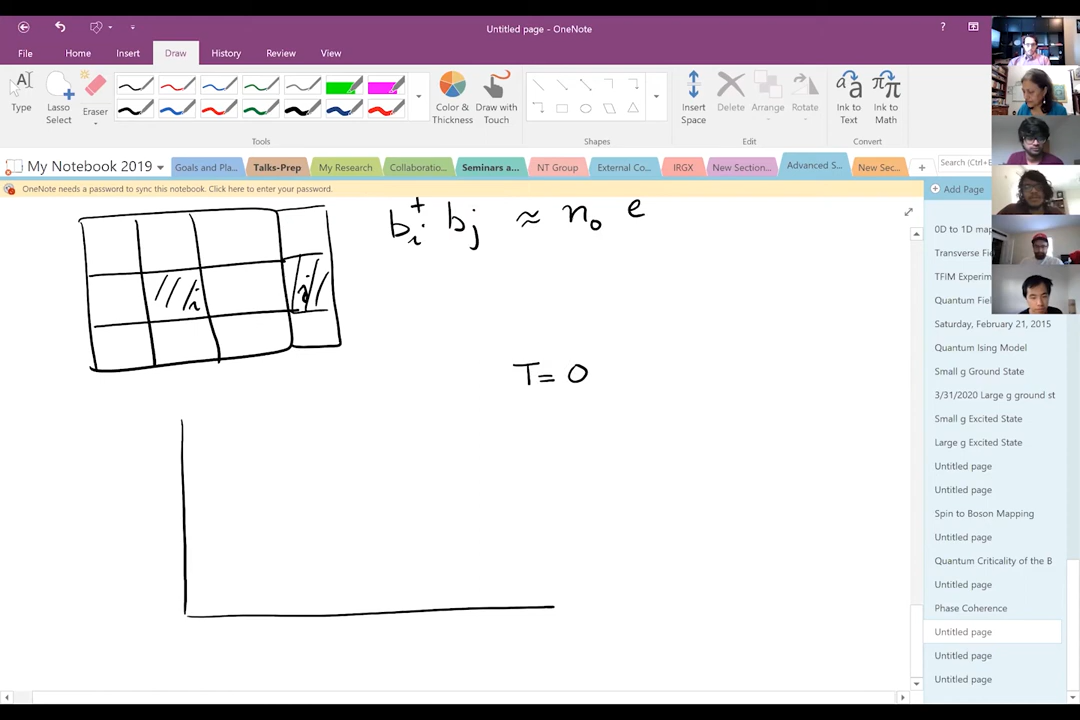 Untitled page - OneNote
?
File Home Insert Draw History Review View
Type
Lasso Select
Eraser
Color & Thickness
Draw with Touch
Insert Space
Delete
Arrange
Rotate
Ink to Text
Ink to Math
Tools
Shapes
Edit
Convert
My Notebook 2019
Goals and Pla...
Talks-Prep
My Research
Collaboratio...
Seminars a...
NT Group
External Co...
IRGX
New Section...
Advanced S...
New Sec...
Search (Ctrl+E
OneNote needs a password to sync this notebook. Click here to enter your password.
Add Page
0D to 1D map
Transverse Fi
TFIM Experim
Quantum Fiel
Saturday, February 21, 2015
Quantum Ising Model
Small g Ground State
3/31/2020 Large g ground st
Small g Excited State
Large g Excited State
Untitled page
Untitled page
Spin to Boson Mapping
Untitled page
Quantum Criticality of the B
Untitled page
Phase Coherence
Untitled page
Untitled page
Untitled page
b_i^+ b_j ≈ n_0 e
i j
T = 0